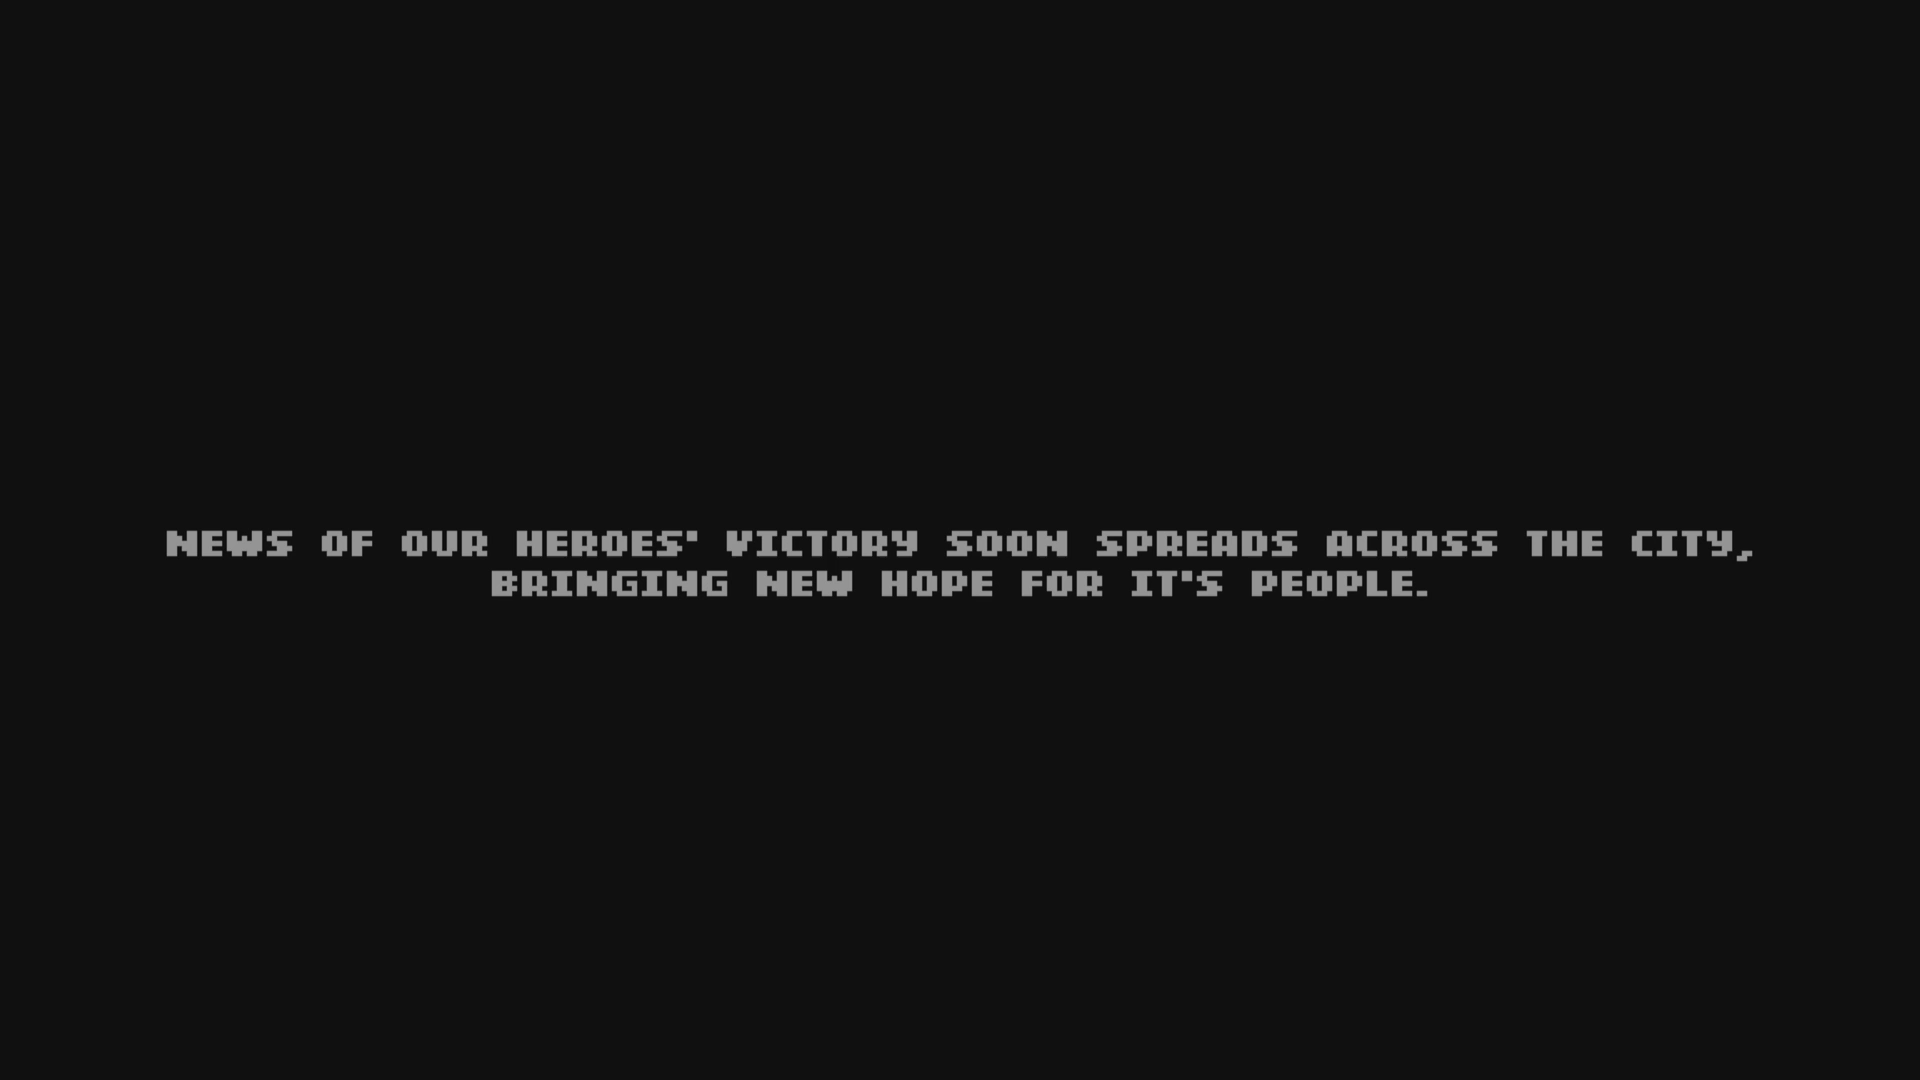 NEWS OF OUR HEROES' VICTORY SOON SPREADS ACROSS THE CITY,
BRINGING NEW HOPE FOR IT'S PEOPLE.